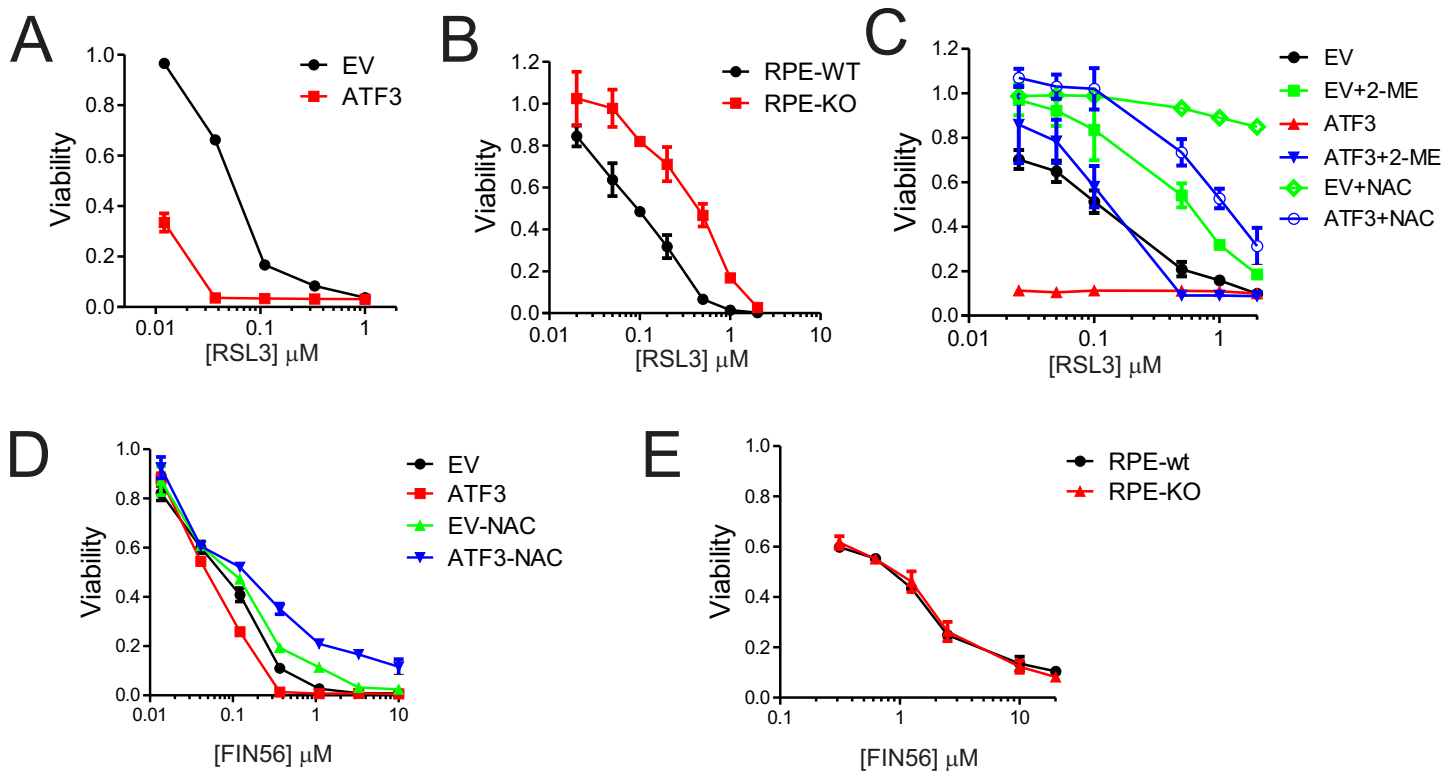 A
1.0
0.8
0.6
0.4
0.2
0.0
Viability
0.01
0.1
1
[RSL3] μM
EV
ATF3
B
1.2
1.0
0.8
0.6
0.4
0.2
0.0
Viability
0.1
1
10
[RSL3] μM
RPE-WT
RPE-KO
C
1.2
1.0
0.8
0.6
0.4
0.2
0.0
Viability
0.01
0.1
1
[RSL3] μM
EV
EV+2-ME
ATF3
ATF3+2-ME
EV+NAC
ATF3+NAC
D
1.0
0.8
0.6
0.4
0.2
0.0
Viability
0.01
0.1
1
10
[FIN56] μM
EV
ATF3
EV-NAC
ATF3-NAC
E
1.0
0.8
0.6
0.4
0.2
0.0
Viability
0.1
1
10
[FIN56] μM
RPE-wt
RPE-KO